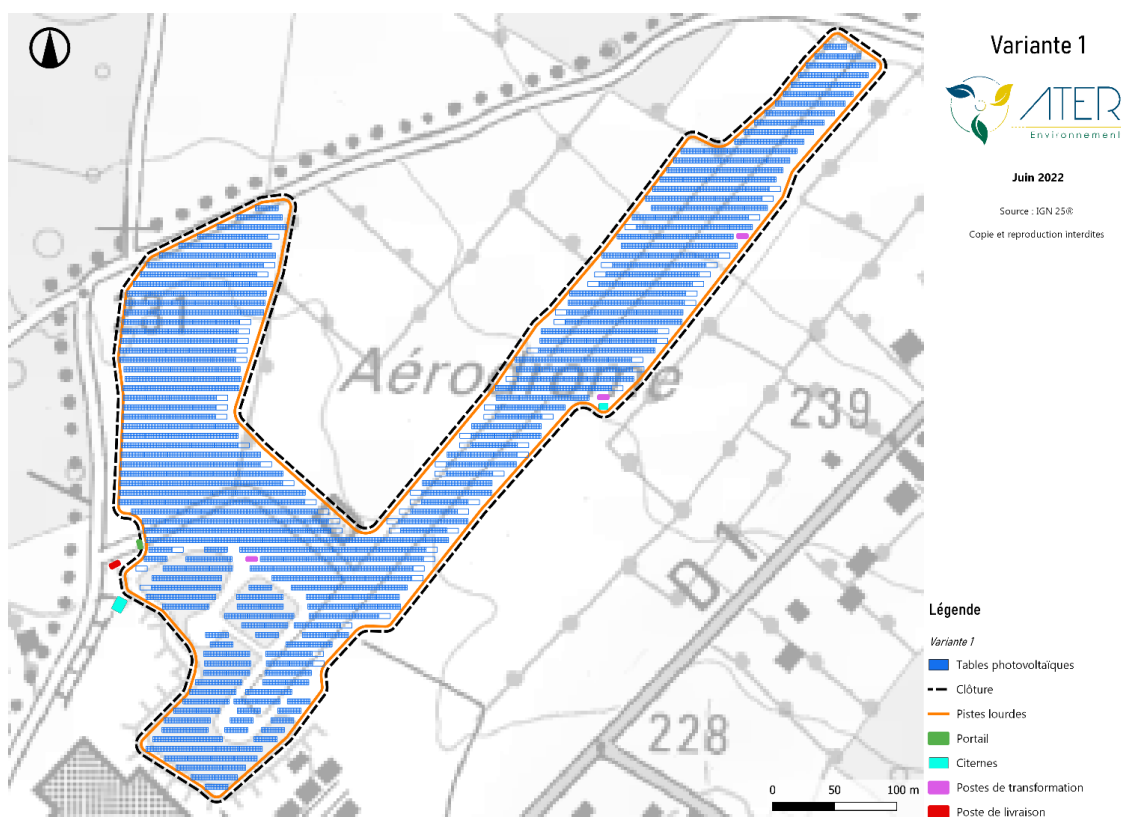 Variante 1
ATER
Environnement
Juin 2022
Source : IGN 25®
Copie et reproduction interdites
231
Aérodrome
239
D 1
228
Légende
Variante 1
Tables photovoltaïques
Clôture
Pistes lourdes
Portail
Citernes
Postes de transformation
Poste de livraison
0 50 100 m